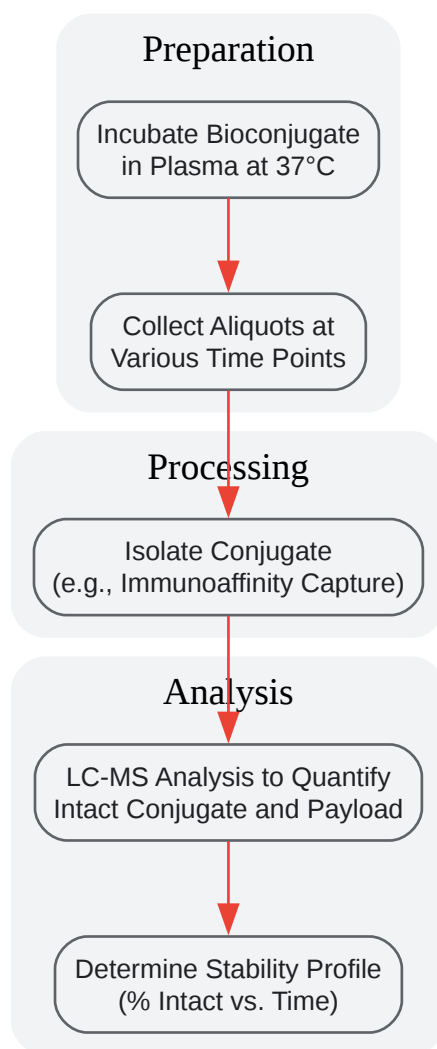 Preparation
Incubate Bioconjugate
in Plasma at 37°C
Collect Aliquots at
Various Time Points
Processing
Isolate Conjugate
(e.g., Immunoaffinity Capture)
Analysis
LC-MS Analysis to Quantify
Intact Conjugate and Payload
Determine Stability Profile
(% Intact vs. Time)